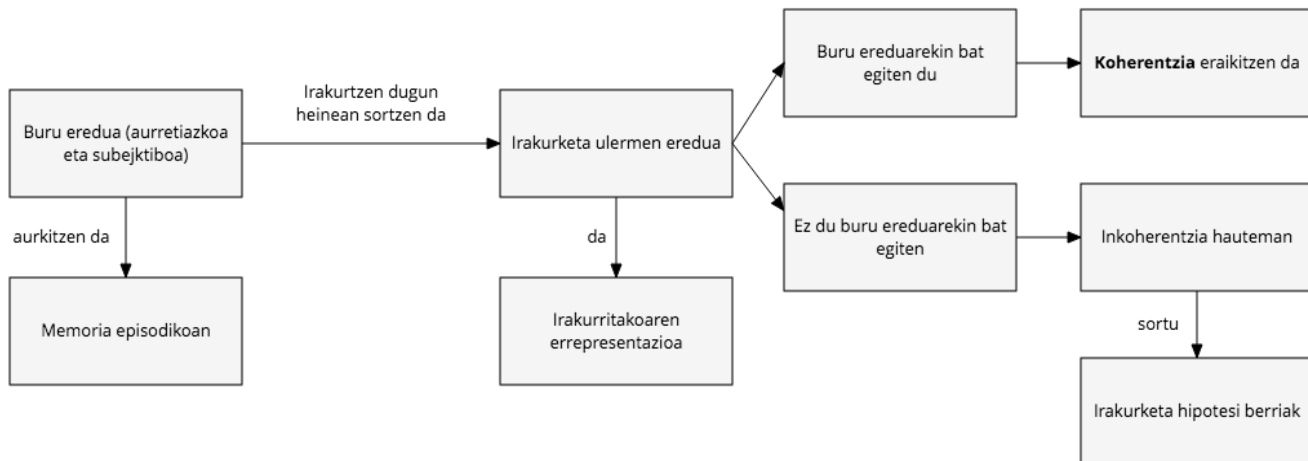 Buru eredua (aurretiazkoa
eta subejktiboa)
aurkitzen da
Memoria episodikoan
Irakurtzen dugun
heinean sortzen da
Irakurketa ulermen eredua
da
Irakurritakoaren
errepresentazioa
Buru ereduarekin bat
egiten du
Koherentzia eraikitzen da
Ez du buru ereduarekin bat
egiten
Inkoherentzia hauteman
sortu
Irakurketa hipotesi berriak